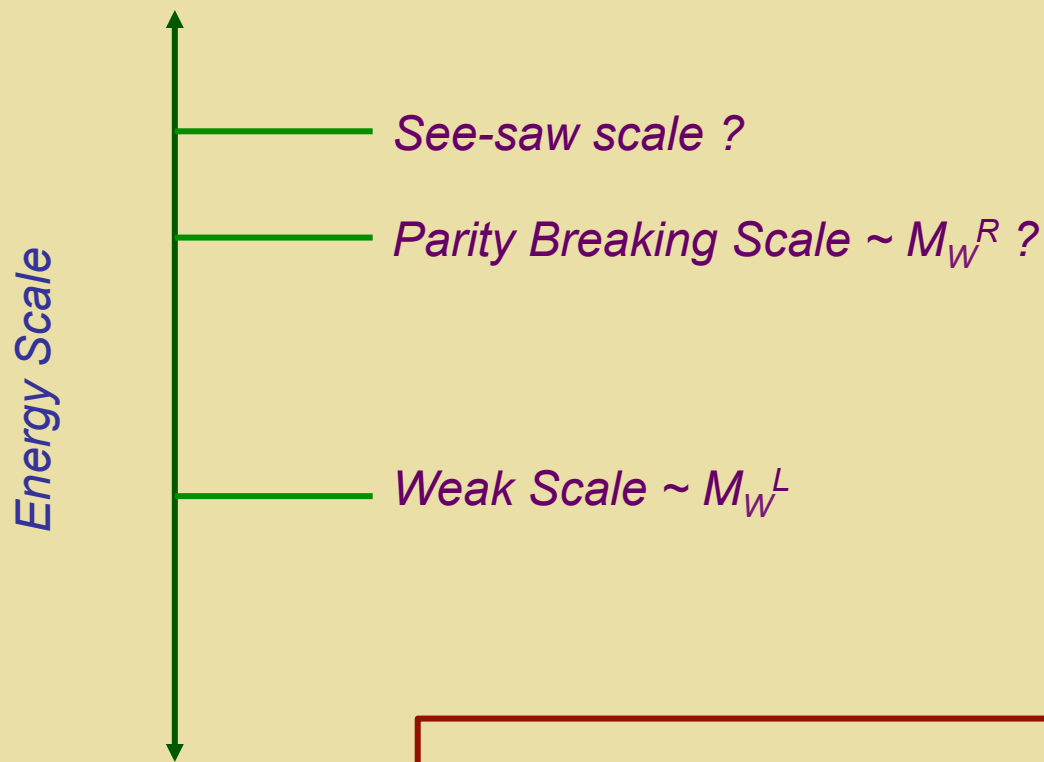 See-saw scale ?
Parity Breaking Scale ~ M_W^R ?
Energy Scale
Weak Scale ~ M_W^L